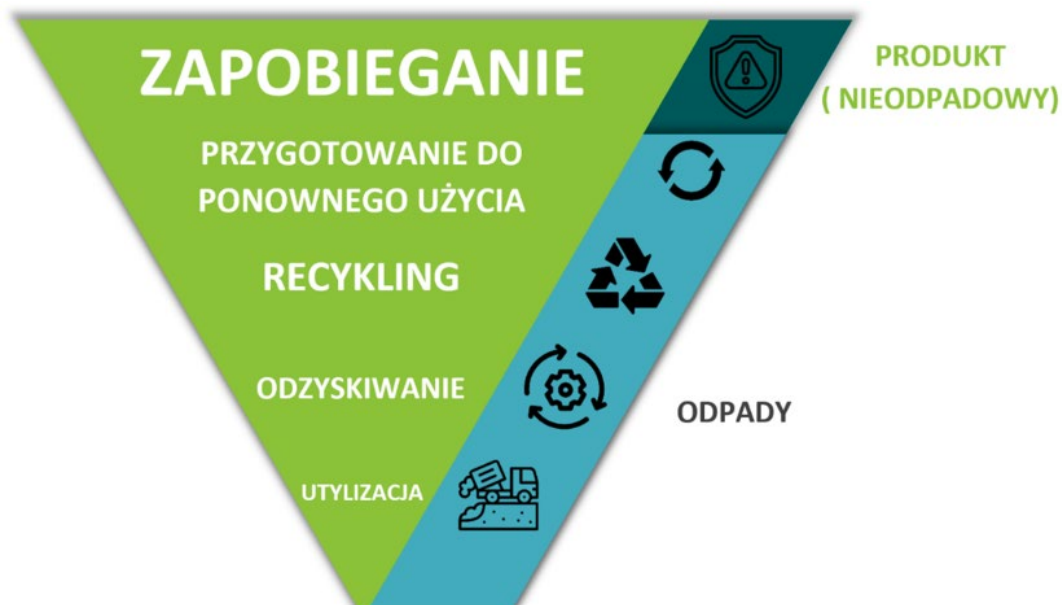 ZAPOBIEGANIE
PRODUKT
( NIEODPADOWY)
PRZYGOTOWANIE DO
PONOWNEGO UŻYCIA
RECYKLING
ODZYSKIWANIE
ODPADY
UTYLIZACJA